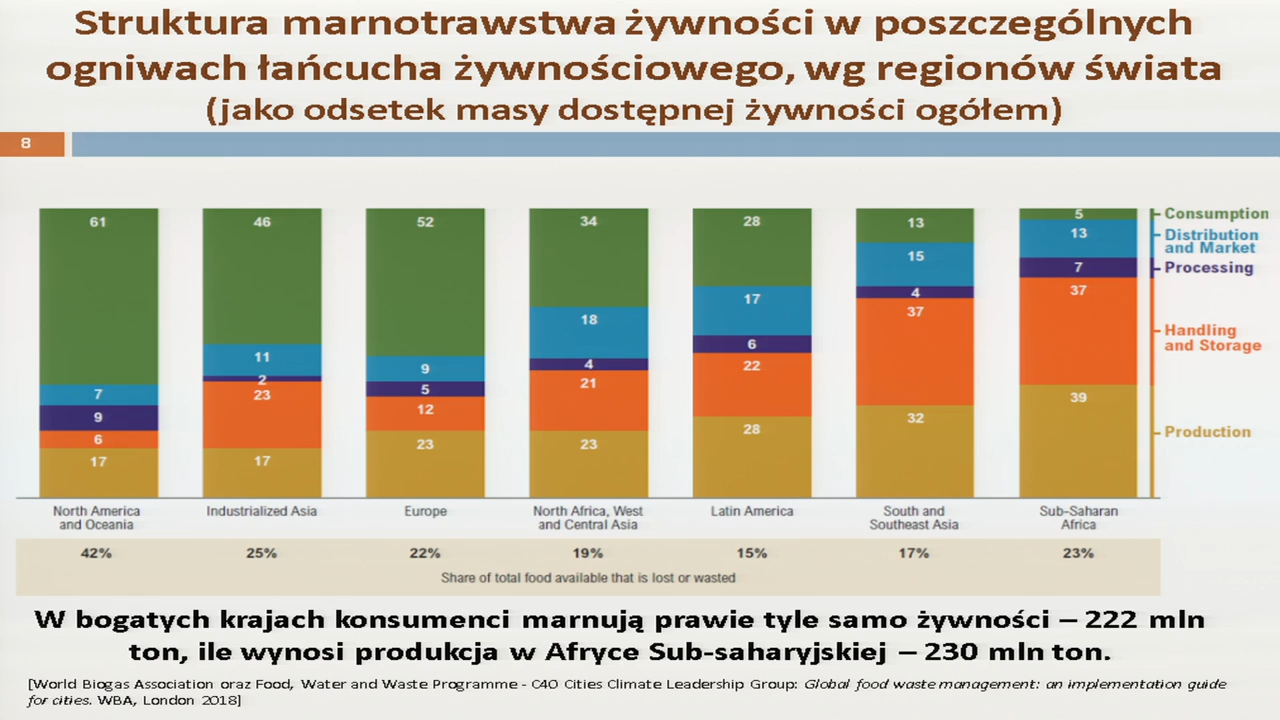 Struktura marnotrawstwa żywności w poszczególnych
ogniwach łańcucha żywnościowego, wg regionów świata
(jako odsetek masy dostępnej żywności ogółem)
8
61
46
52
34
28
13
5
Consumption
13
Distribution
and Market
15
7
Processing
17
4
37
37
18
6
Handling
and Storage
11
9
4
22
2
5
21
23
7
12
9
39
6
32
Production
28
23
23
17
17
North America
and Oceania
Industrialized Asia
Europe
North Africa, West
and Central Asia
Latin America
South and
Southeast Asia
Sub-Saharan
Africa
42% 25% 22% 19% 15% 17% 23%
Share of total food available that is lost or wasted
W bogatych krajach konsumenci marnują prawie tyle samo żywności – 222 mln
ton, ile wynosi produkcja w Afryce Sub-saharyjskiej – 230 mln ton.
[World Biogas Association oraz Food, Water and Waste Programme - C40 Cities Climate Leadership Group: Global food waste management: an implementation guide
for cities. WBA, London 2018]